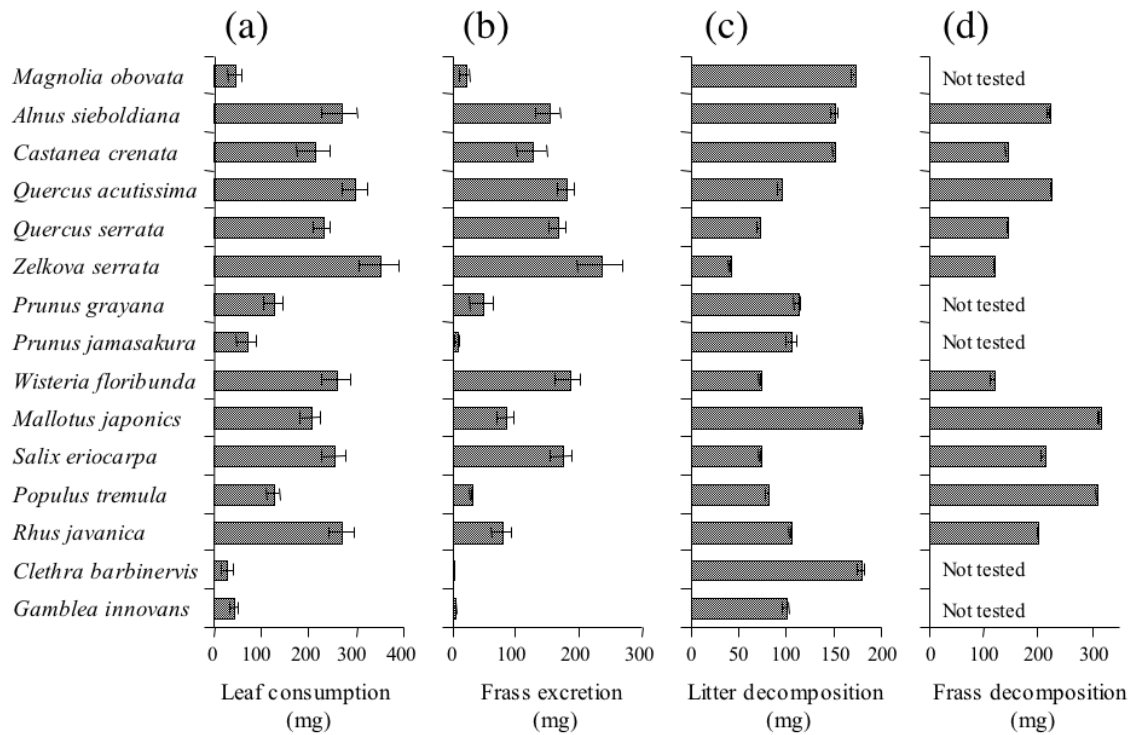 (a) (b) (c) (d)
Magnolia obovata Not tested
Alnus sieboldiana
Castanea crenata
Quercus acutissima
Quercus serrata
Zelkova serrata
Prunus grayana Not tested
Prunus jamasakura Not tested
Wisteria floribunda
Mallotus japonics
Salix eriocarpa
Populus tremula
Rhus javanica
Clethra barbinervis Not tested
Gamblea innovans Not tested
0 100 200 300 400 0 100 200 300 0 50 100 150 200 0 100 200 300
Leaf consumption Frass excretion Litter decomposition Frass decomposition
(mg) (mg) (mg) (mg)